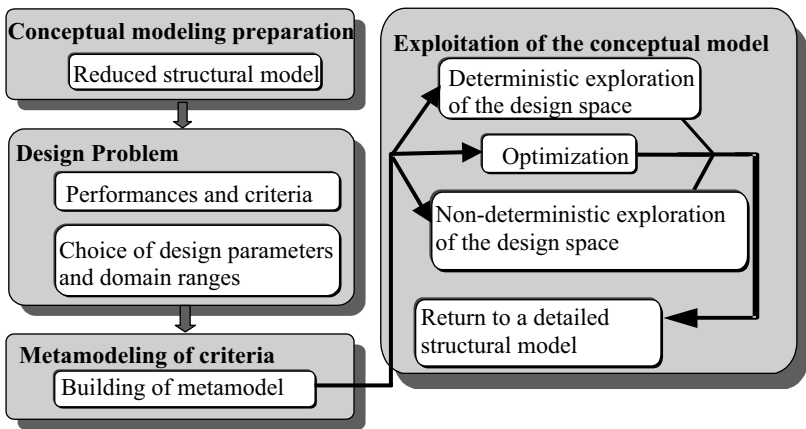 Conceptual modeling preparation
Reduced structural model
Design Problem
Performances and criteria
Choice of design parameters
and domain ranges
Metamodeling of criteria
Building of metamodel
Exploitation of the conceptual model
Deterministic exploration
of the design space
Optimization
Non-deterministic exploration
of the design space
Return to a detailed
structural model